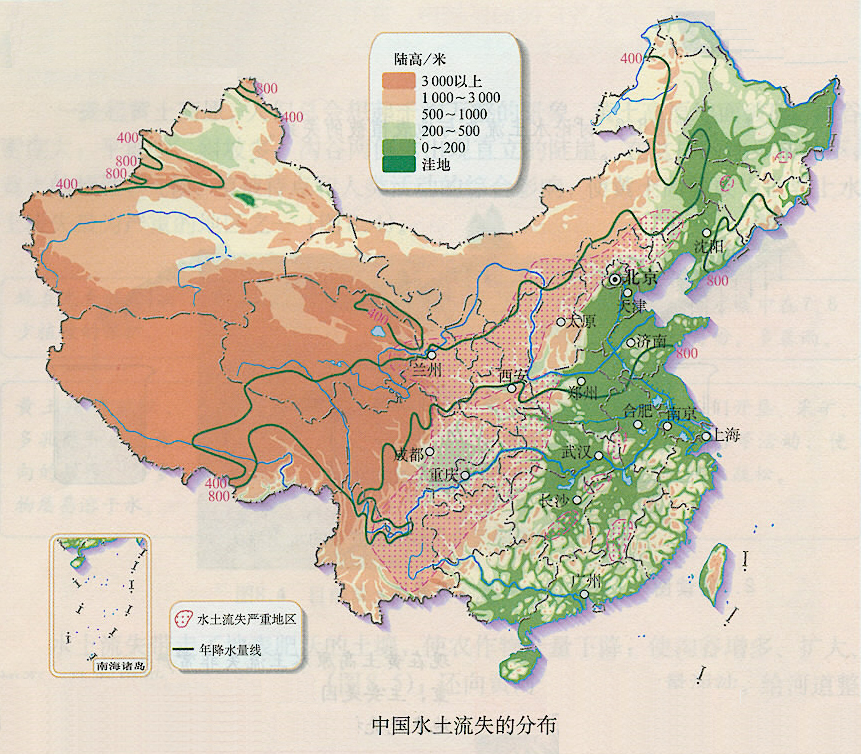 陆高/米
3 000以上
1 000～3 000
500～1000
200～500
0～200
洼地
400
800
400
400
800
800
400
沈阳
800
北京
天津
400
太原
济南
800
兰州
西安
郑州
合肥
南京
上海
成都
武汉
重庆
400
800
长沙
广州
南海诸岛
水土流失严重地区
年降水量线
中国水土流失的分布